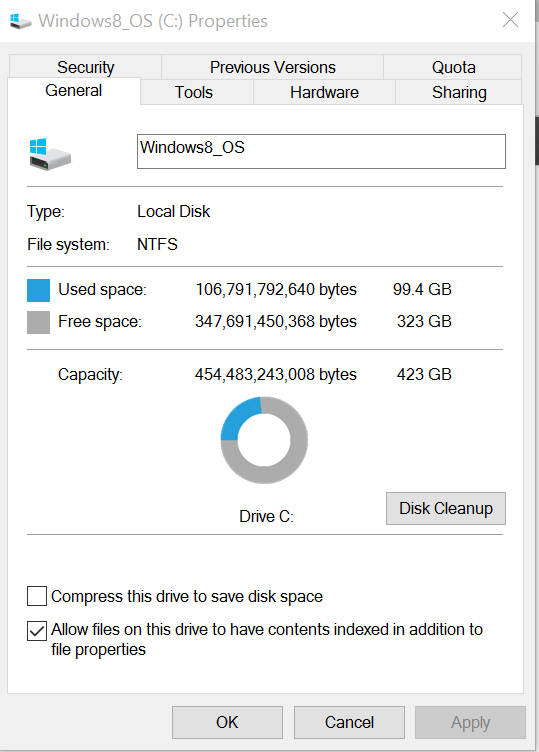 Windows8_OS (C:) Properties
Security Previous Versions Quota
General Tools Hardware Sharing
Windows8_OS
Type: Local Disk
File system: NTFS
Used space: 106,791,792,640 bytes 99.4 GB
Free space: 347,691,450,368 bytes 323 GB
Capacity: 454,483,243,008 bytes 423 GB
Drive C:
Disk Cleanup
Compress this drive to save disk space
Allow files on this drive to have contents indexed in addition to
file properties
OK Cancel Apply